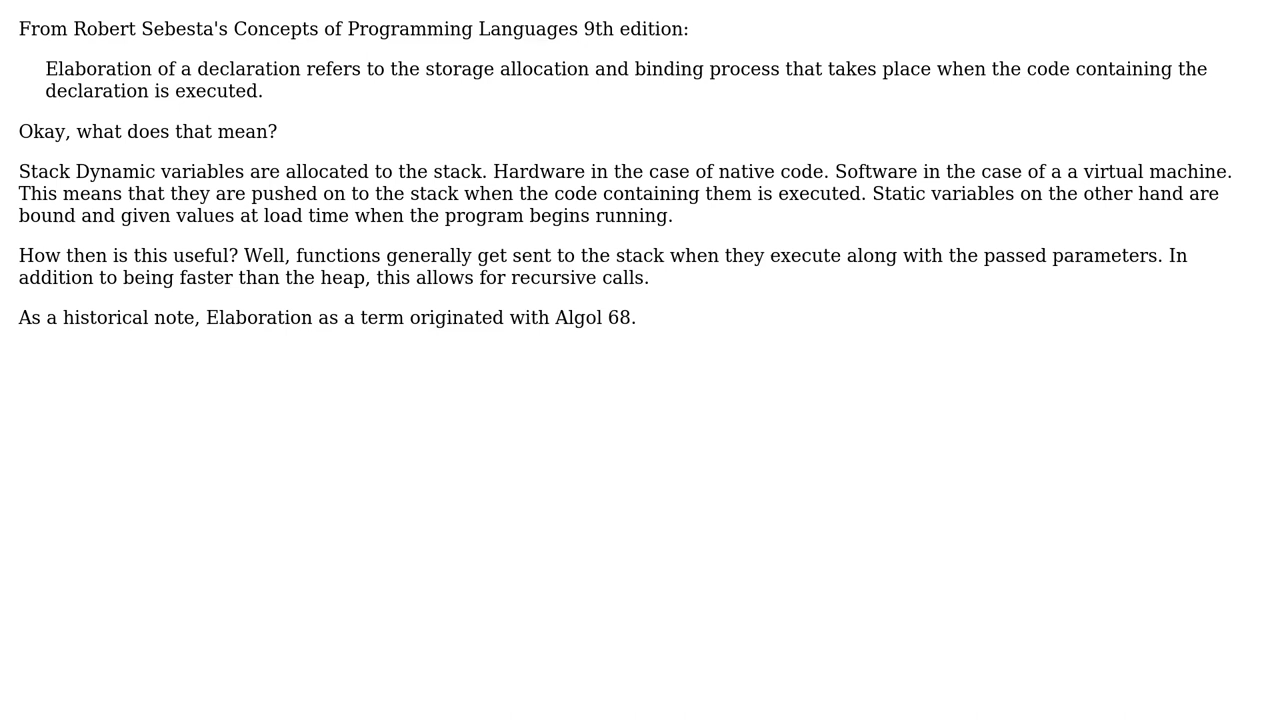 From Robert Sebesta's Concepts of Programming Languages 9th edition:
Elaboration of a declaration refers to the storage allocation and binding process that takes place when the code containing the
declaration is executed.
Okay, what does that mean?
Stack Dynamic variables are allocated to the stack. Hardware in the case of native code. Software in the case of a a virtual machine.
This means that they are pushed on to the stack when the code containing them is executed. Static variables on the other hand are
bound and given values at load time when the program begins running.
How then is this useful? Well, functions generally get sent to the stack when they execute along with the passed parameters. In
addition to being faster than the heap, this allows for recursive calls.
As a historical note, Elaboration as a term originated with Algol 68.